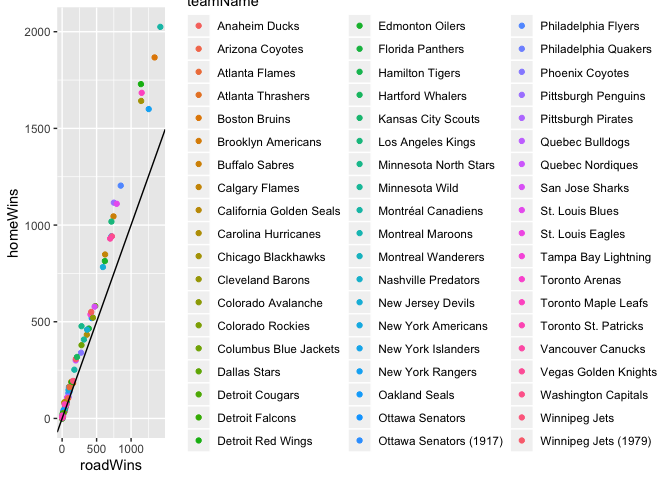 teamName
Anaheim Ducks
Arizona Coyotes
Atlanta Flames
Atlanta Thrashers
Boston Bruins
Brooklyn Americans
Buffalo Sabres
Calgary Flames
California Golden Seals
Carolina Hurricanes
Chicago Blackhawks
Cleveland Barons
Colorado Avalanche
Colorado Rockies
Columbus Blue Jackets
Dallas Stars
Detroit Cougars
Detroit Falcons
Detroit Red Wings
Edmonton Oilers
Florida Panthers
Hamilton Tigers
Hartford Whalers
Kansas City Scouts
Los Angeles Kings
Minnesota North Stars
Minnesota Wild
Montréal Canadiens
Montreal Maroons
Montreal Wanderers
Nashville Predators
New Jersey Devils
New York Americans
New York Islanders
New York Rangers
Oakland Seals
Ottawa Senators
Ottawa Senators (1917)
Philadelphia Flyers
Philadelphia Quakers
Phoenix Coyotes
Pittsburgh Penguins
Pittsburgh Pirates
Quebec Bulldogs
Quebec Nordiques
San Jose Sharks
St. Louis Blues
St. Louis Eagles
Tampa Bay Lightning
Toronto Arenas
Toronto Maple Leafs
Toronto St. Patricks
Vancouver Canucks
Vegas Golden Knights
Washington Capitals
Winnipeg Jets
Winnipeg Jets (1979)
homeWins
2000
1500
1000
500
0
0 500 1000
roadWins